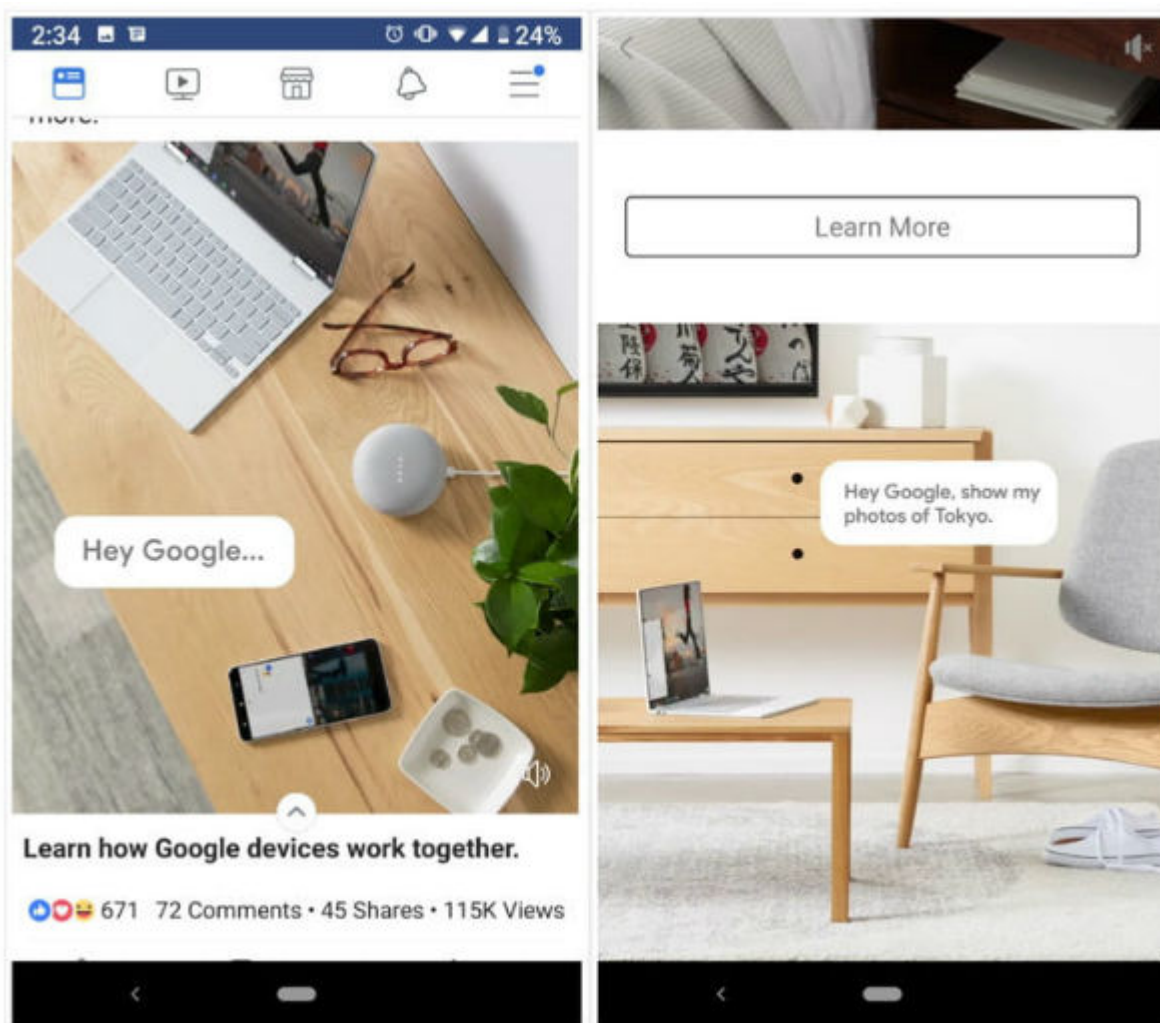 2:34
24%
more.
Hey Google...
Learn how Google devices work together.
671 72 Comments • 45 Shares • 115K Views
Learn More
Hey Google, show my
photos of Tokyo.